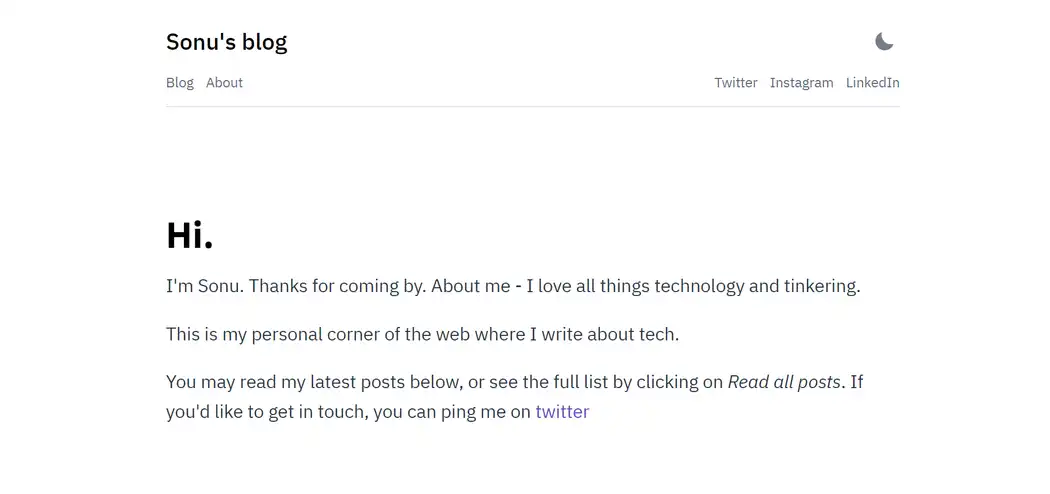 Sonu's blog
Blog About Twitter Instagram LinkedIn
Hi.
I'm Sonu. Thanks for coming by. About me - I love all things technology and tinkering.
This is my personal corner of the web where I write about tech.
You may read my latest posts below, or see the full list by clicking on Read all posts. If
you'd like to get in touch, you can ping me on twitter